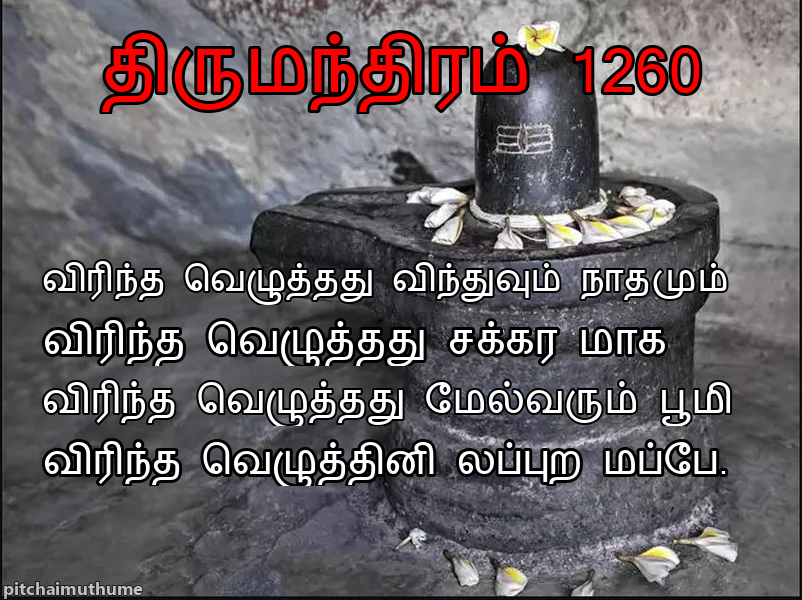 திருமந்திரம் 1260
விரிந்த வெழுத்தது விந்துவும் நாதமும்
விரிந்த வெழுத்தது சக்கர மாக
விரிந்த வெழுத்தது மேல்வரும் பூமி
விரிந்த வெழுத்தினி லப்புற மப்பே.
pitchaimuthume